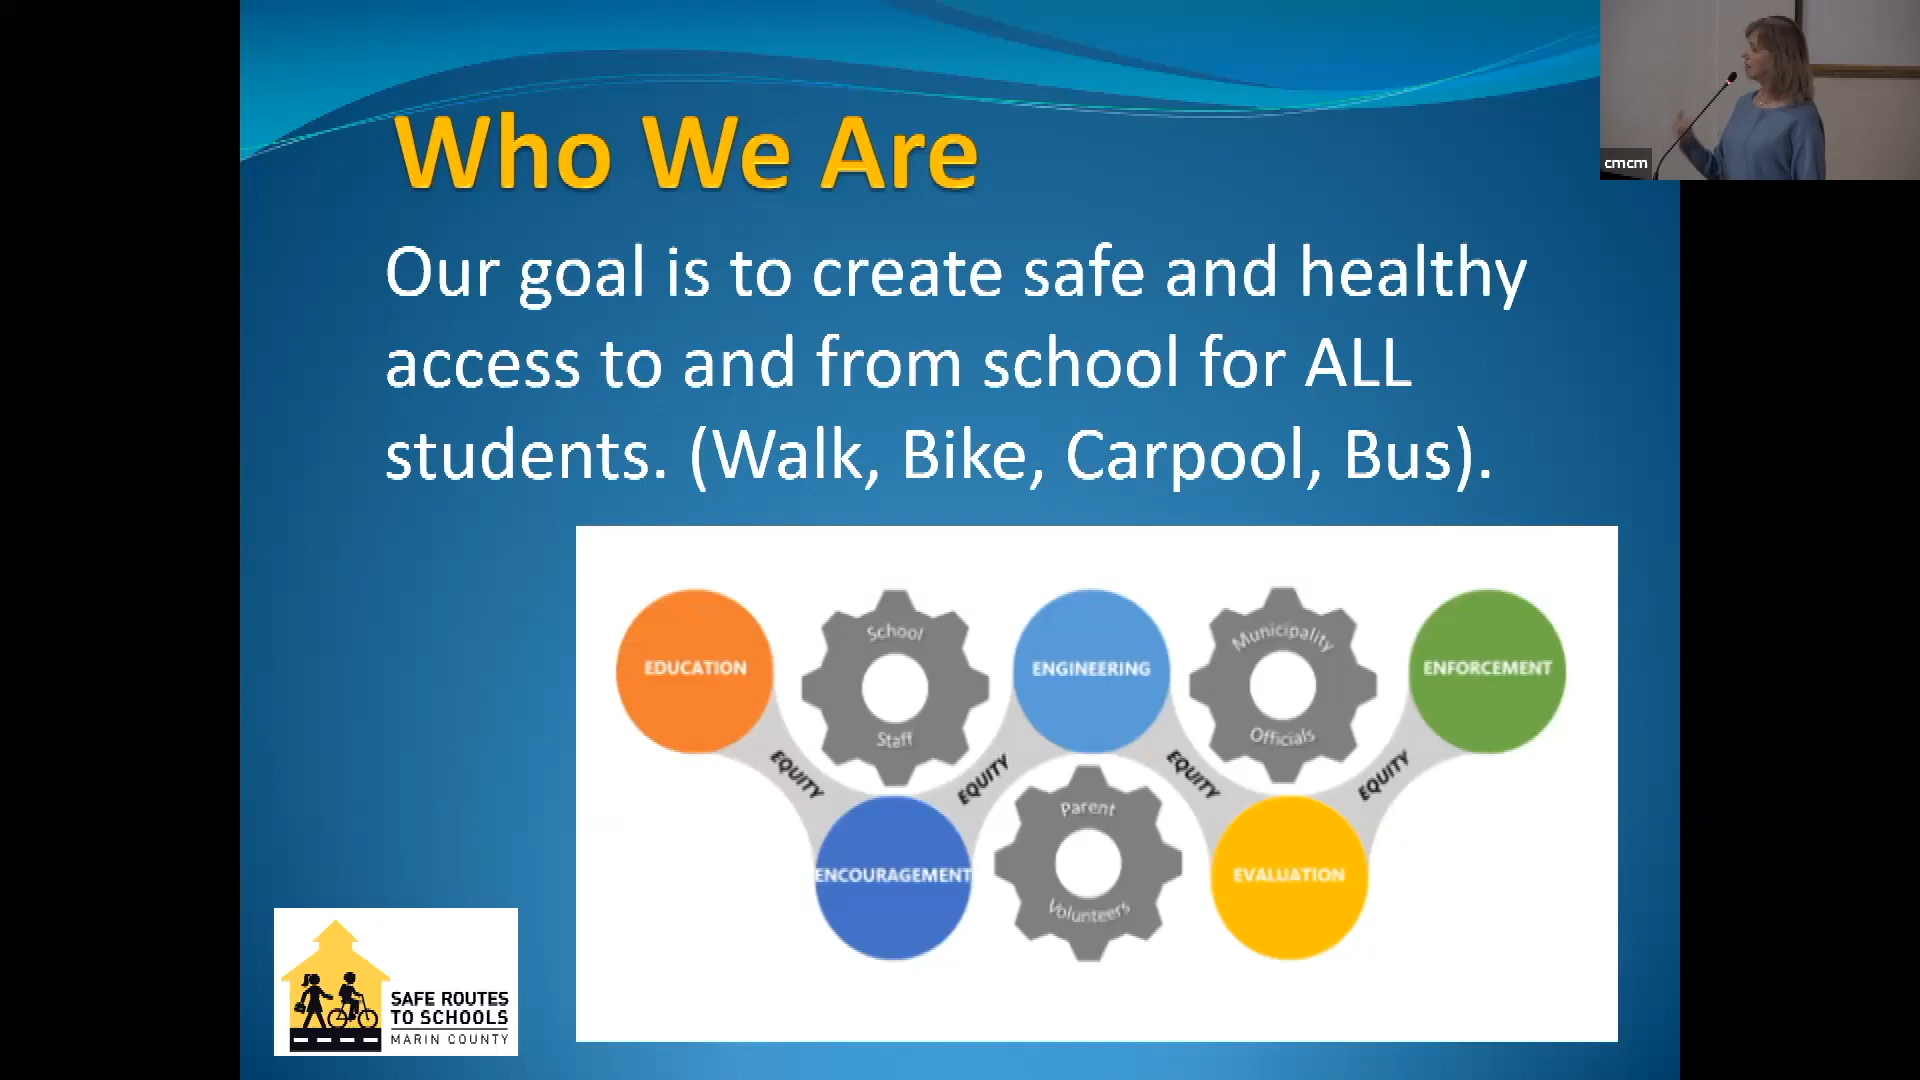 cmcm
Who We Are
Our goal is to create safe and healthy
access to and from school for ALL
students. (Walk, Bike, Carpool, Bus).
EDUCATION
School
Staff
ENGINEERING
Municipality
Officials
ENFORCEMENT
EQUITY
EQUITY
EQUITY
EQUITY
ENCOURAGEMENT
Parent
Volunteers
EVALUATION
SAFE ROUTES
TO SCHOOLS
MARIN COUNTY